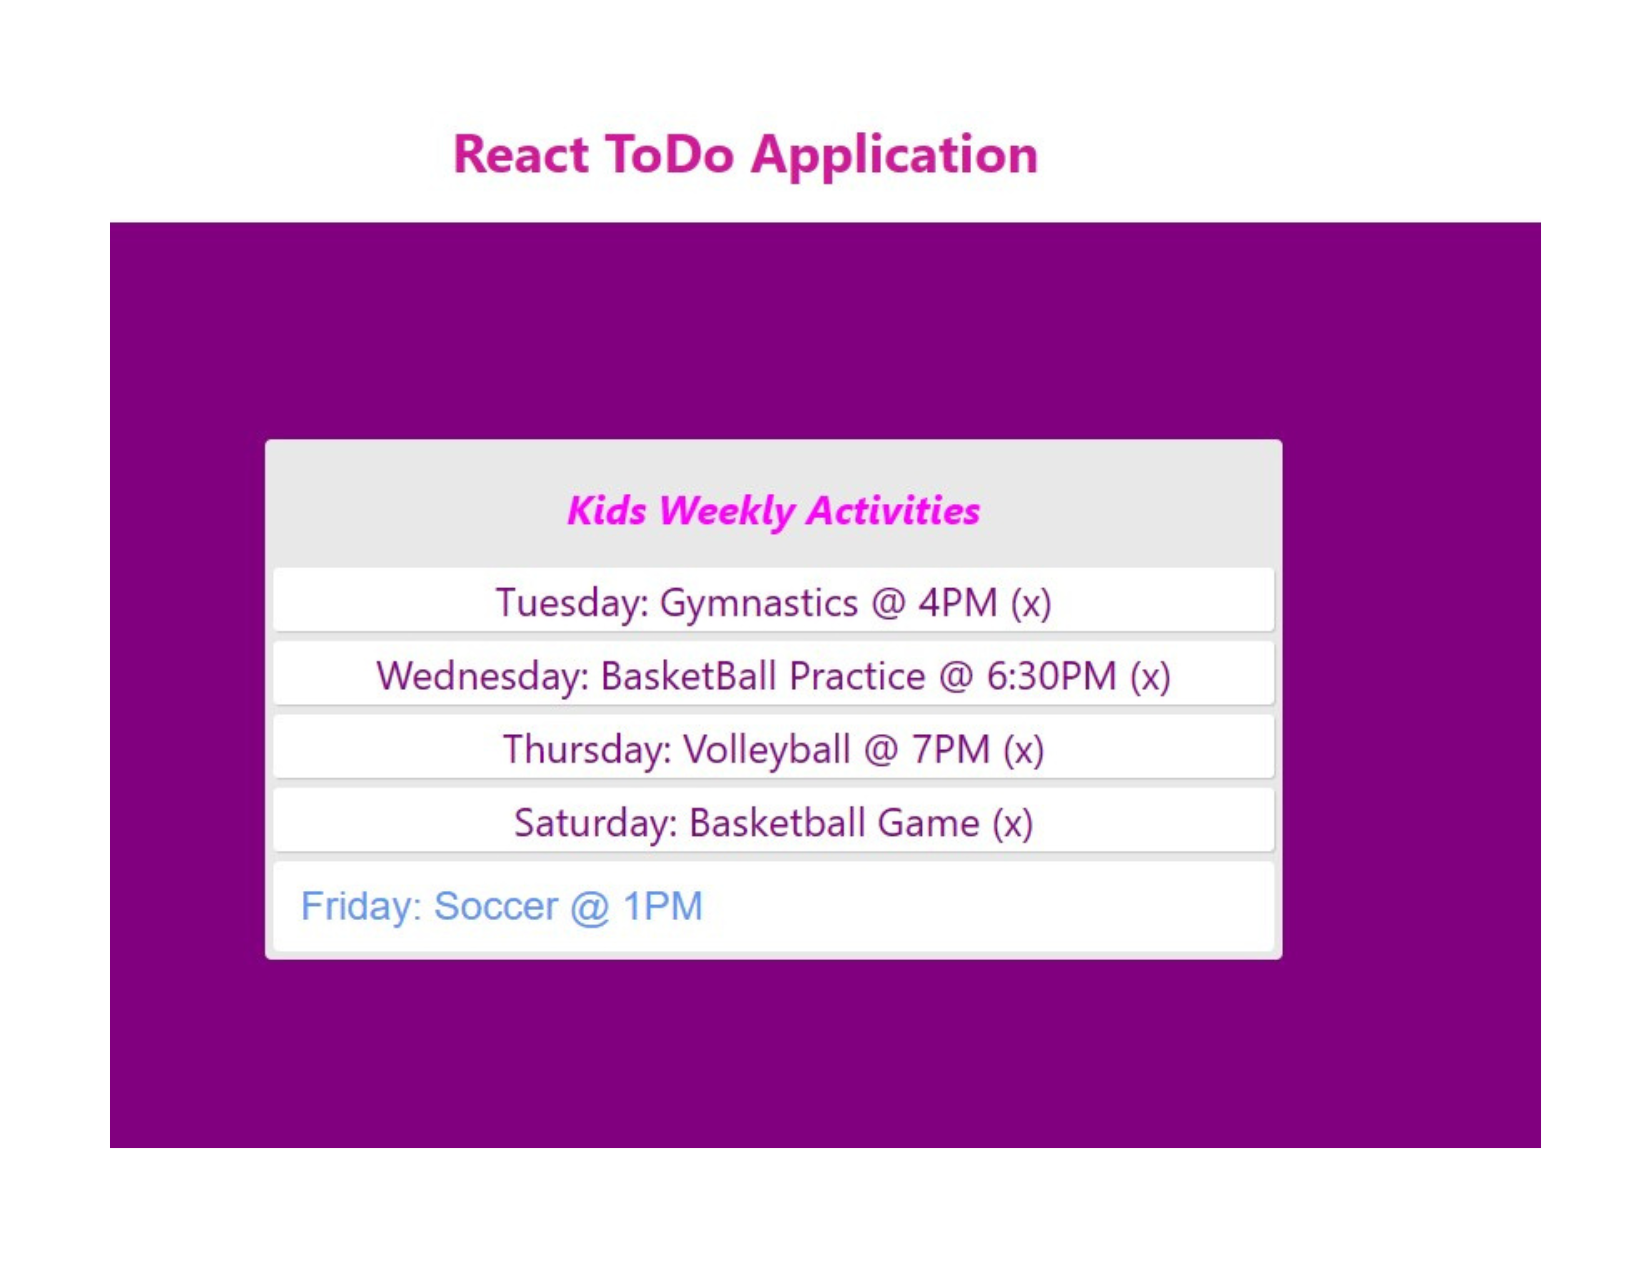 React ToDo Application
Kids Weekly Activities
Tuesday: Gymnastics @ 4PM (x)
Wednesday: BasketBall Practice @ 6:30PM (x)
Thursday: Volleyball @ 7PM (x)
Saturday: Basketball Game (x)
Friday: Soccer @ 1PM